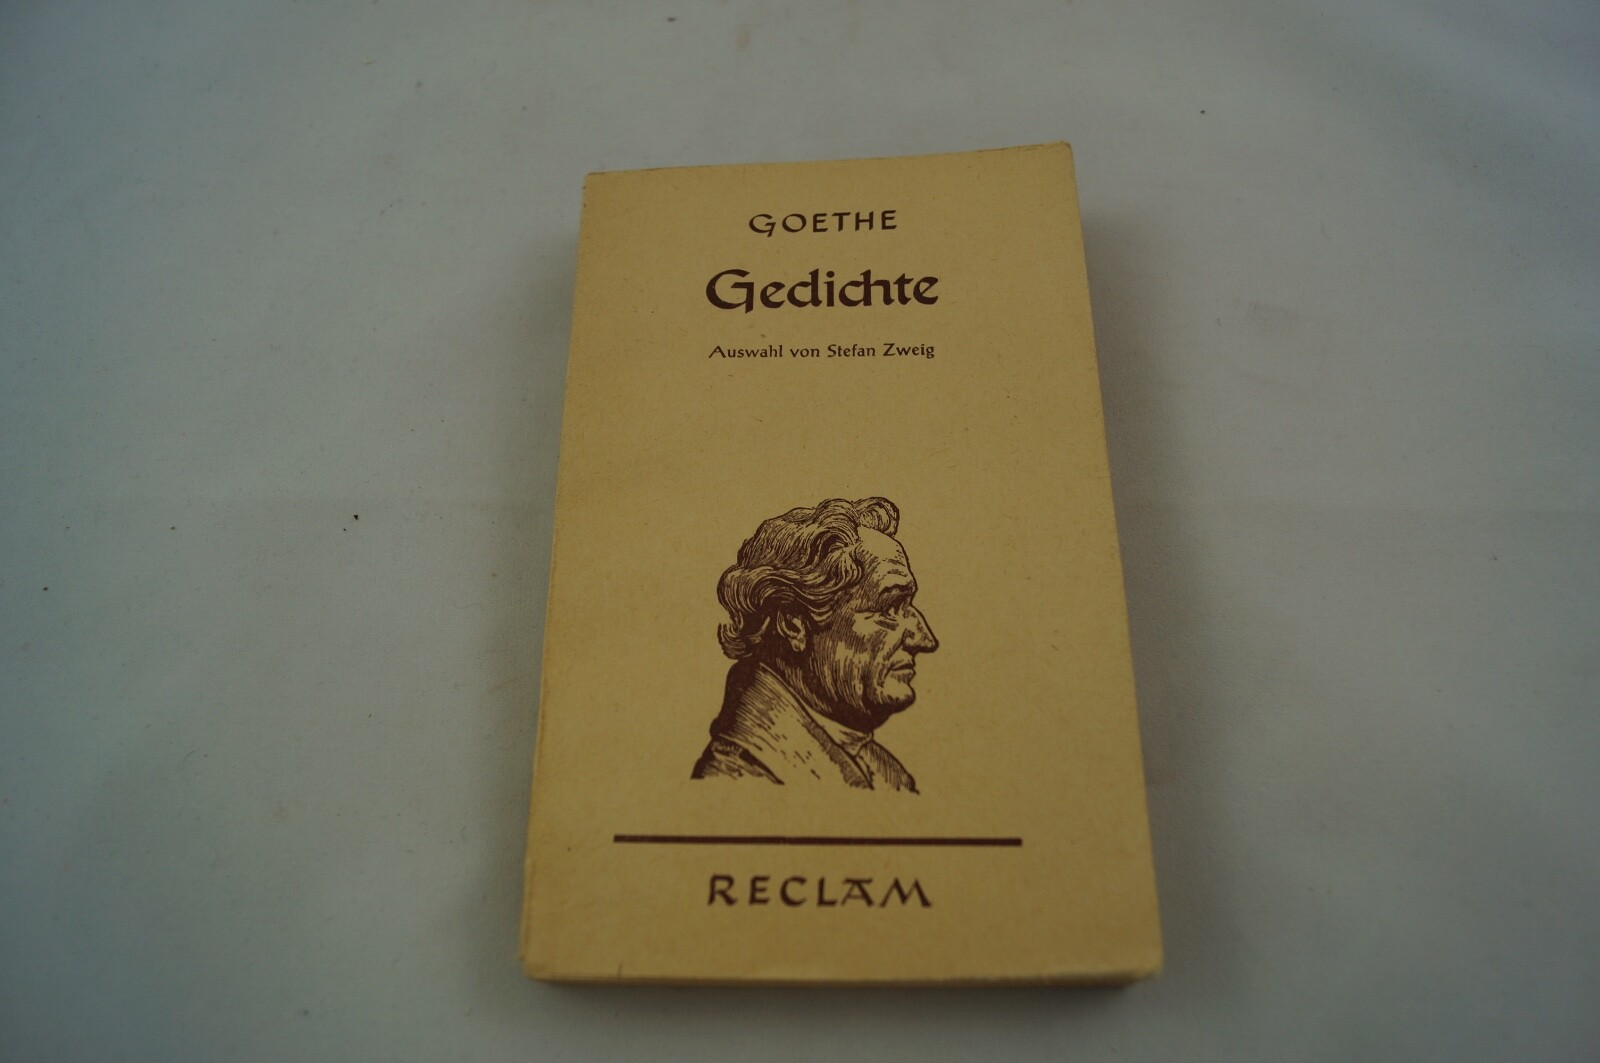 GOETHE
Gedichte
Auswahl von Stefan Zweig
RECLAM